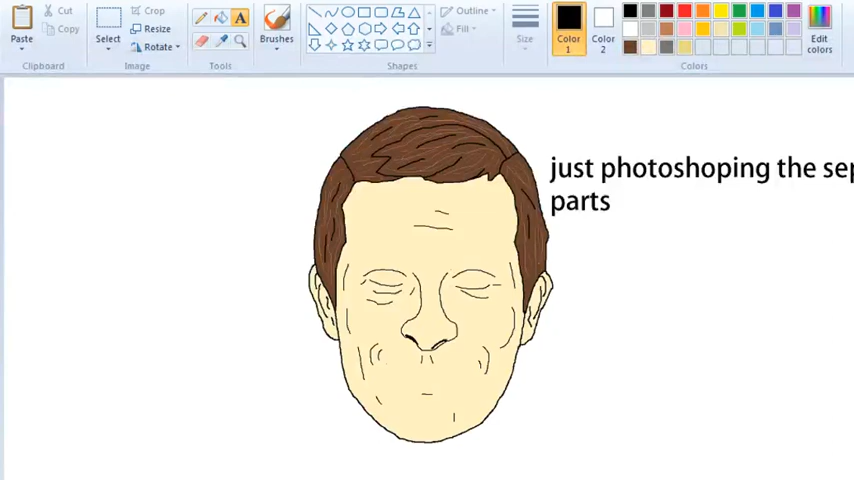 Cut
Copy
Paste
Clipboard
Crop
Resize
Rotate
Select
Image
Tools
Brushes
Shapes
Outline
Fill
Size
Color 1
Color 2
Edit colors
Colors
just photoshoping the sep
parts